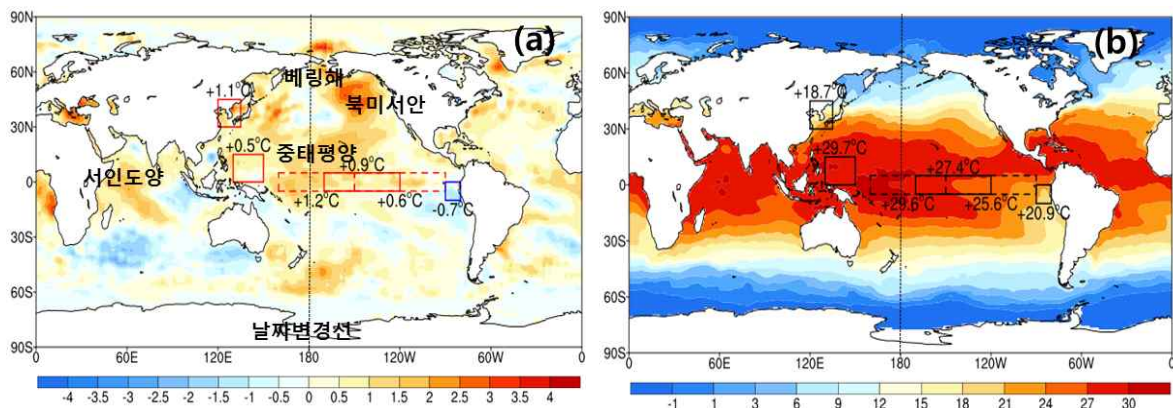 90N
60N
30N
0
30S
60S
90S
0
60E
120E
180
120W
60W
0
(a)
베링해
북미서안
+1.1°C
+0.5°C
중태평양
+0.9°C
서인도양
+1.2°C
+0.6°C
-0.7°C
날짜변경선
-4 -3.5 -3 -2.5 -2 -1.5 -1 -0.5 0 0.5 1 1.5 2 2.5 3 3.5 4
90N
60N
30N
0
30S
60S
90S
0
60E
120E
180
120W
60W
0
(b)
+18.7°C
+29.7°C
+27.4°C
+29.6°C
+25.6°C
+20.9°C
-1 1 3 9 12 15 18 21 24 27 30